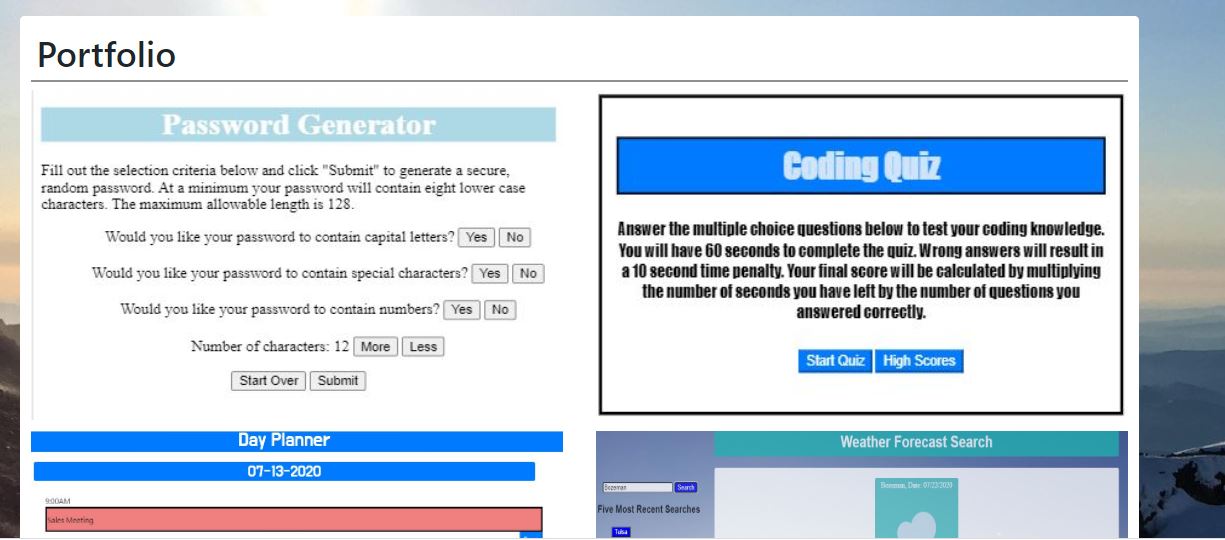 Portfolio
Password Generator
Fill out the selection criteria below and click "Submit" to generate a secure,
random password. At a minimum your password will contain eight lower case
characters. The maximum allowable length is 128.
Would you like your password to contain capital letters? Yes No
Would you like your password to contain special characters? Yes No
Would you like your password to contain numbers? Yes No
Number of characters: 12 More Less
Start Over Submit
Coding Quiz
Answer the multiple choice questions below to test your coding knowledge.
You will have 60 seconds to complete the quiz. Wrong answers will result in
a 10 second time penalty. Your final score will be calculated by multiplying
the number of seconds you have left by the number of questions you
answered correctly.
Start Quiz High Scores
Day Planner
07-13-2020
9:00AM
Sales Meeting
Weather Forecast Search
Bozeman Search
Five Most Recent Searches
Tulsa
Bozeman, Date: 07/23/2020